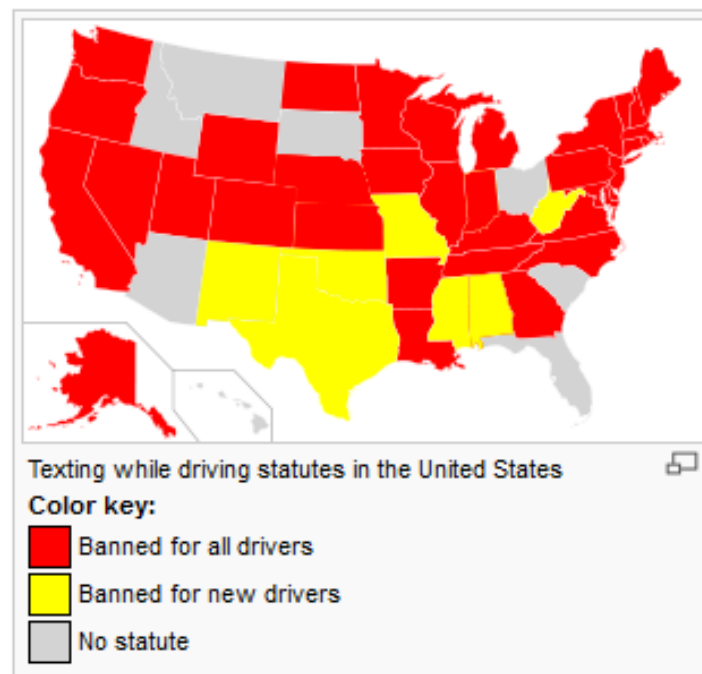 Texting while driving statutes in the United States
Color key:
Banned for all drivers
Banned for new drivers
No statute